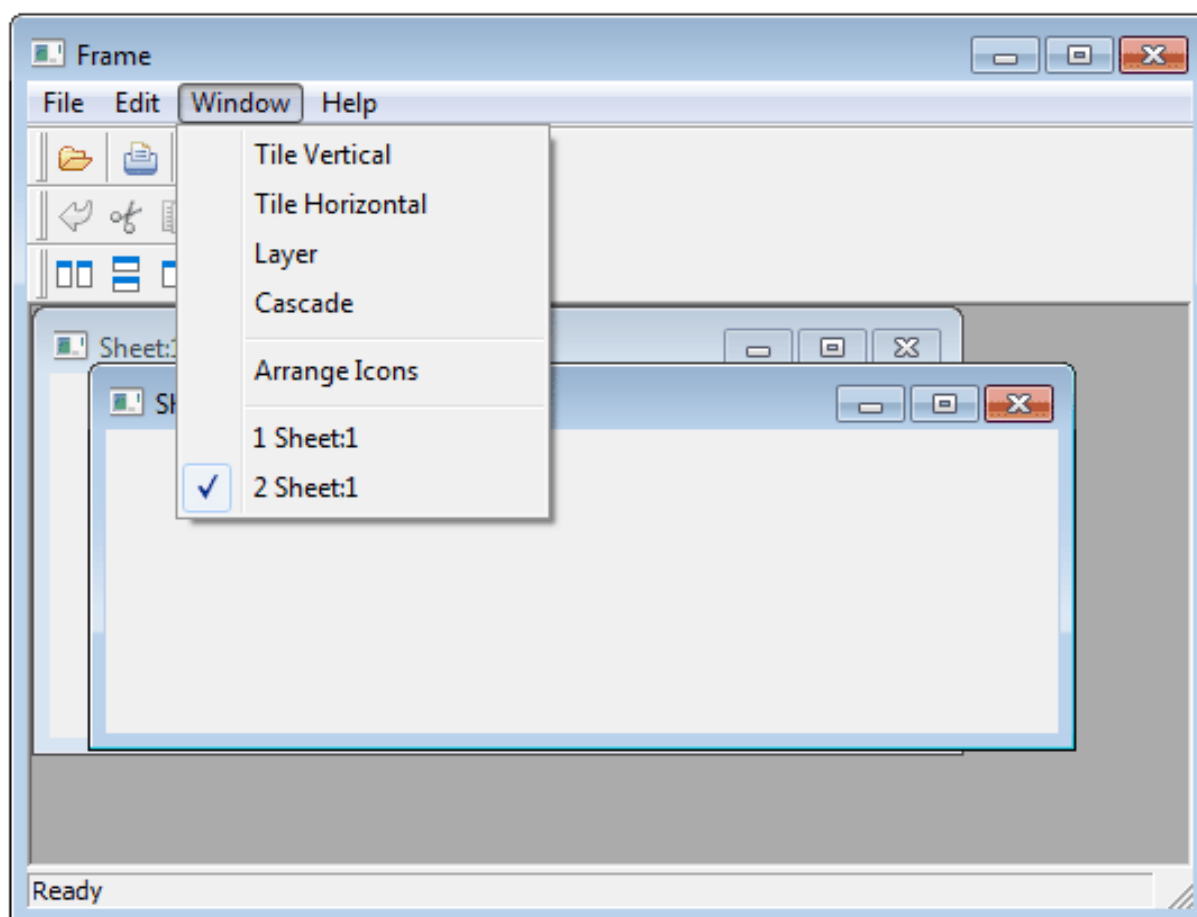 Frame
File Edit Window Help
Tile Vertical
Tile Horizontal
Layer
Cascade
Arrange Icons
1 Sheet:1
2 Sheet:1
Ready